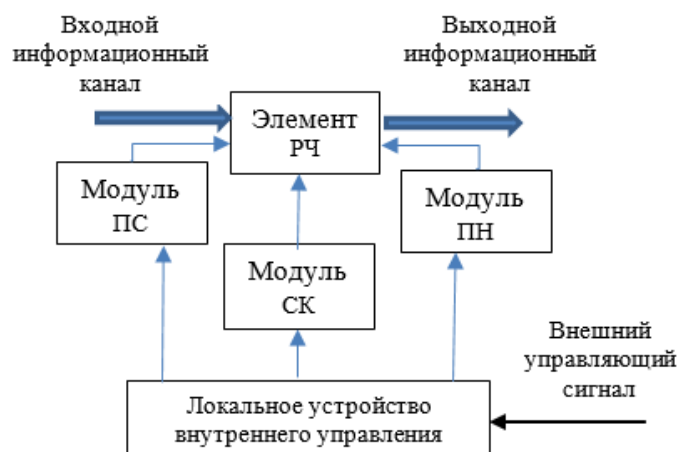 Входной
информационный
канал
Выходной
информационный
канал
Элемент
РЧ
Модуль
ПС
Модуль
СК
Модуль
ПН
Внешний
управляющий
сигнал
Локальное устройство
внутреннего управления